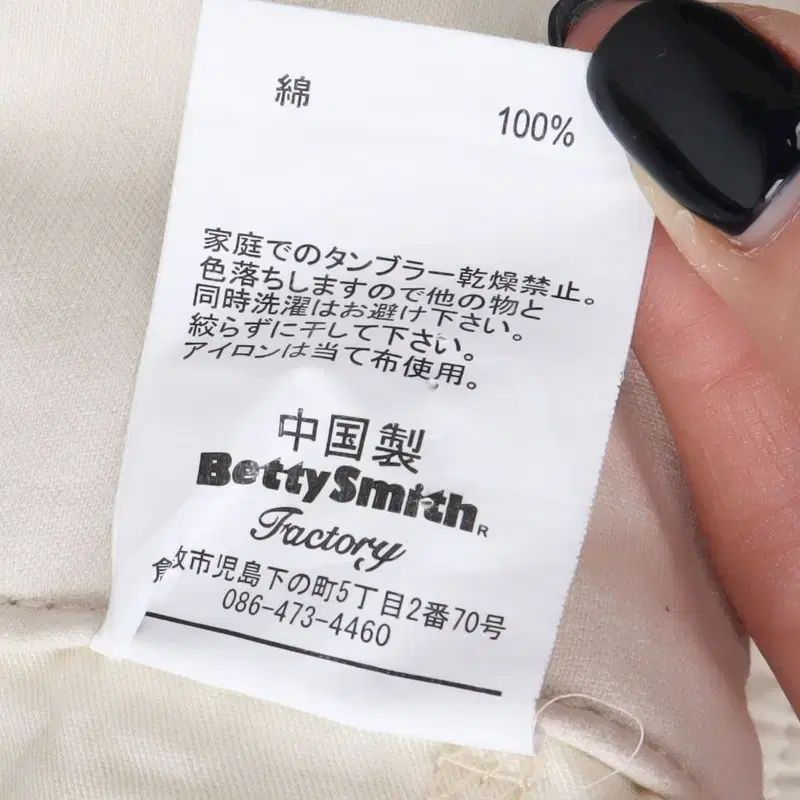 綿 100%
家庭でのタンブラー乾燥禁止。
色落ちしますので他の物と
同時洗濯はお避け下さい。
絞らずに干して下さい。
アイロンは当て布使用。
中国製
BettySmith R
Factory
倉敷市児島下の町5丁目2番70号
086-473-4460